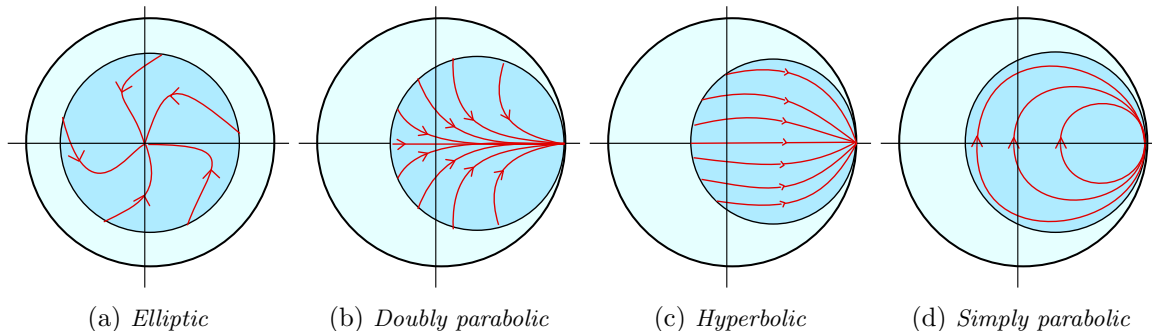 (a) Elliptic
(b) Doubly parabolic
(c) Hyperbolic
(d) Simply parabolic